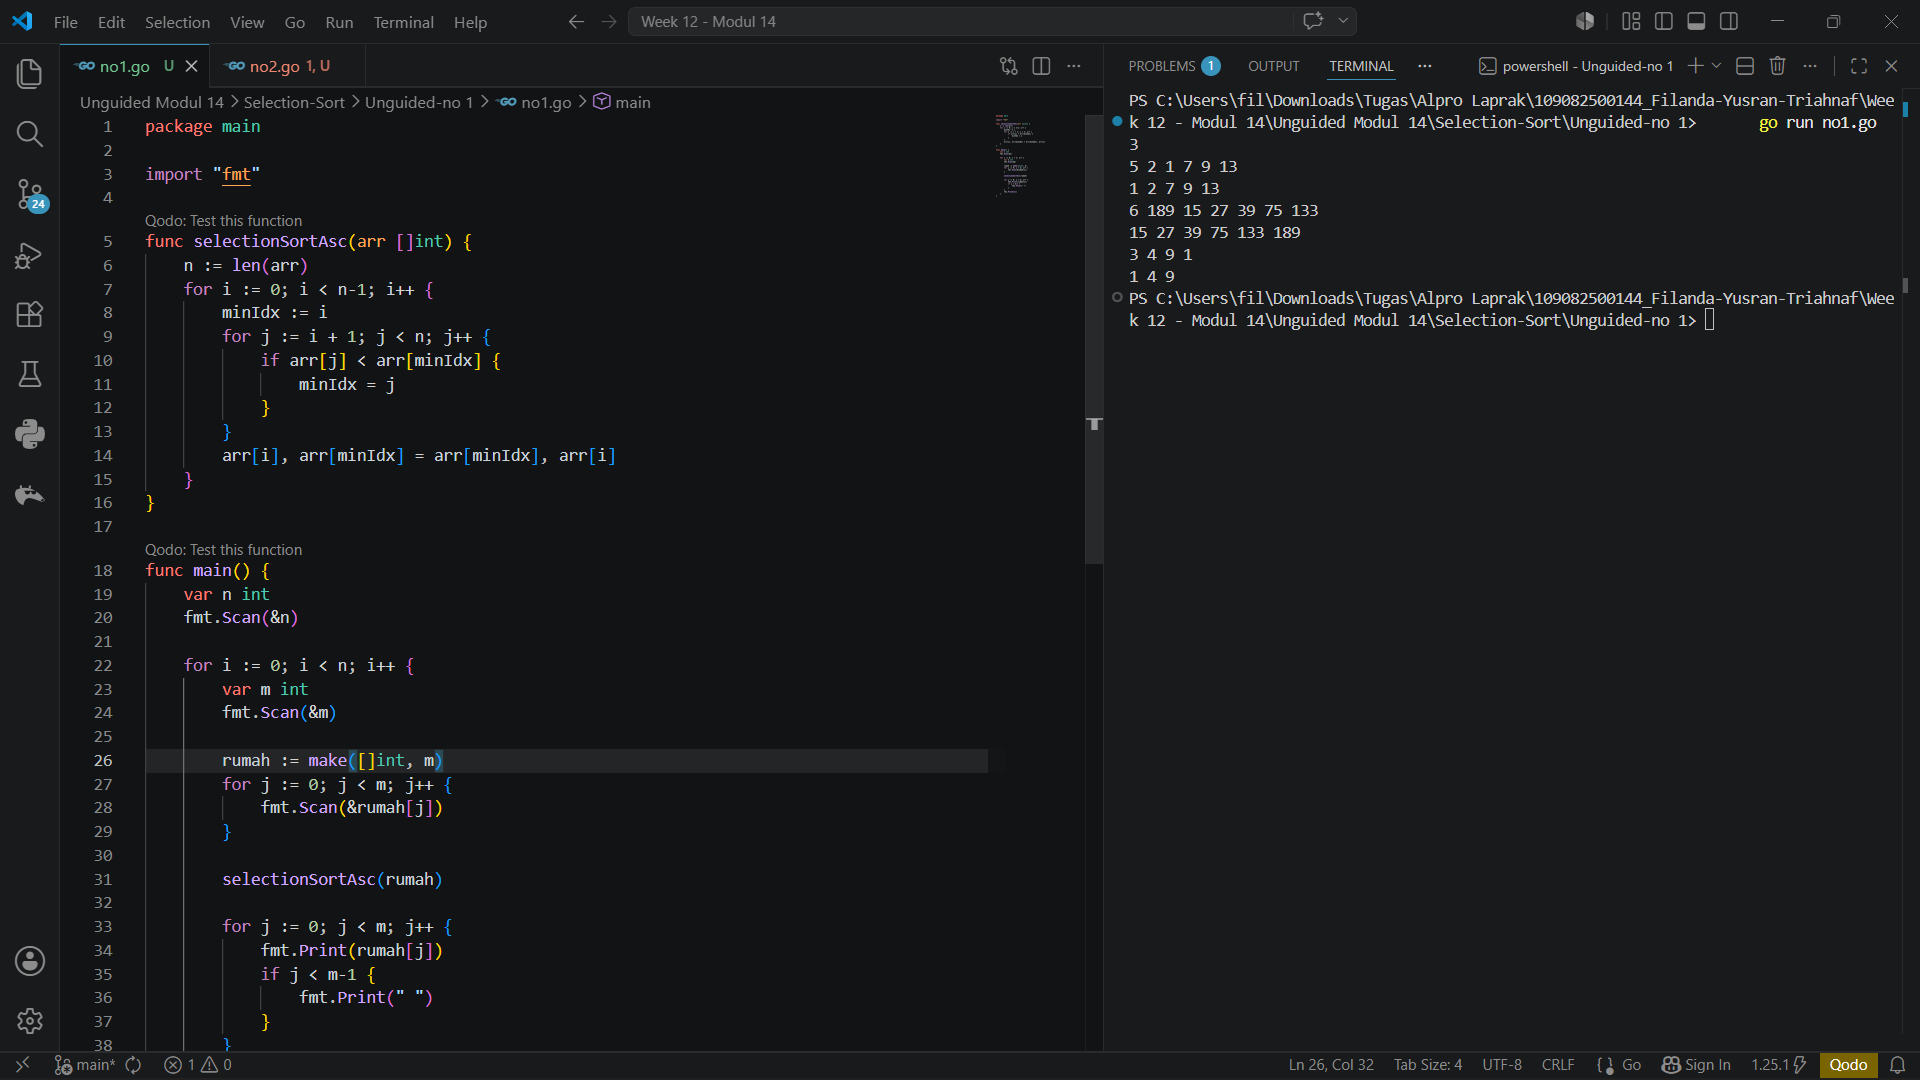 File Edit Selection View Go Run Terminal Help
Week 12 - Modul 14
GO no1.go U
GO no2.go 1, U
Unguided Modul 14 > Selection-Sort > Unguided-no 1 > GO no1.go > main
1 package main
2
3 import "fmt"
4
Qodo: Test this function
5 func selectionSortAsc(arr []int) {
6     n := len(arr)
7     for i := 0; i < n-1; i++ {
8         minIdx := i
9         for j := i + 1; j < n; j++ {
10             if arr[j] < arr[minIdx] {
11                 minIdx = j
12             }
13         }
14         arr[i], arr[minIdx] = arr[minIdx], arr[i]
15     }
16 }
17
Qodo: Test this function
18 func main() {
19     var n int
20     fmt.Scan(&n)
21
22     for i := 0; i < n; i++ {
23         var m int
24         fmt.Scan(&m)
25
26         rumah := make([]int, m)
27         for j := 0; j < m; j++ {
28             fmt.Scan(&rumah[j])
29         }
30
31         selectionSortAsc(rumah)
32
33         for j := 0; j < m; j++ {
34             fmt.Print(rumah[j])
35             if j < m-1 {
36                 fmt.Print(" ")
37             }
38         }
24
PROBLEMS 1 OUTPUT TERMINAL
powershell - Unguided-no 1
PS C:\Users\fil\Downloads\Tugas\Alpro Laprak\109082500144_Filanda-Yusran-Triahnaf\Wee
k 12 - Modul 14\Unguided Modul 14\Selection-Sort\Unguided-no 1> go run no1.go
3
5 2 1 7 9 13
1 2 7 9 13
6 189 15 27 39 75 133
15 27 39 75 133 189
3 4 9 1
1 4 9
PS C:\Users\fil\Downloads\Tugas\Alpro Laprak\109082500144_Filanda-Yusran-Triahnaf\Wee
k 12 - Modul 14\Unguided Modul 14\Selection-Sort\Unguided-no 1>
main* 1 0
Ln 26, Col 32 Tab Size: 4 UTF-8 CRLF {} Go Sign In 1.25.1 Qodo